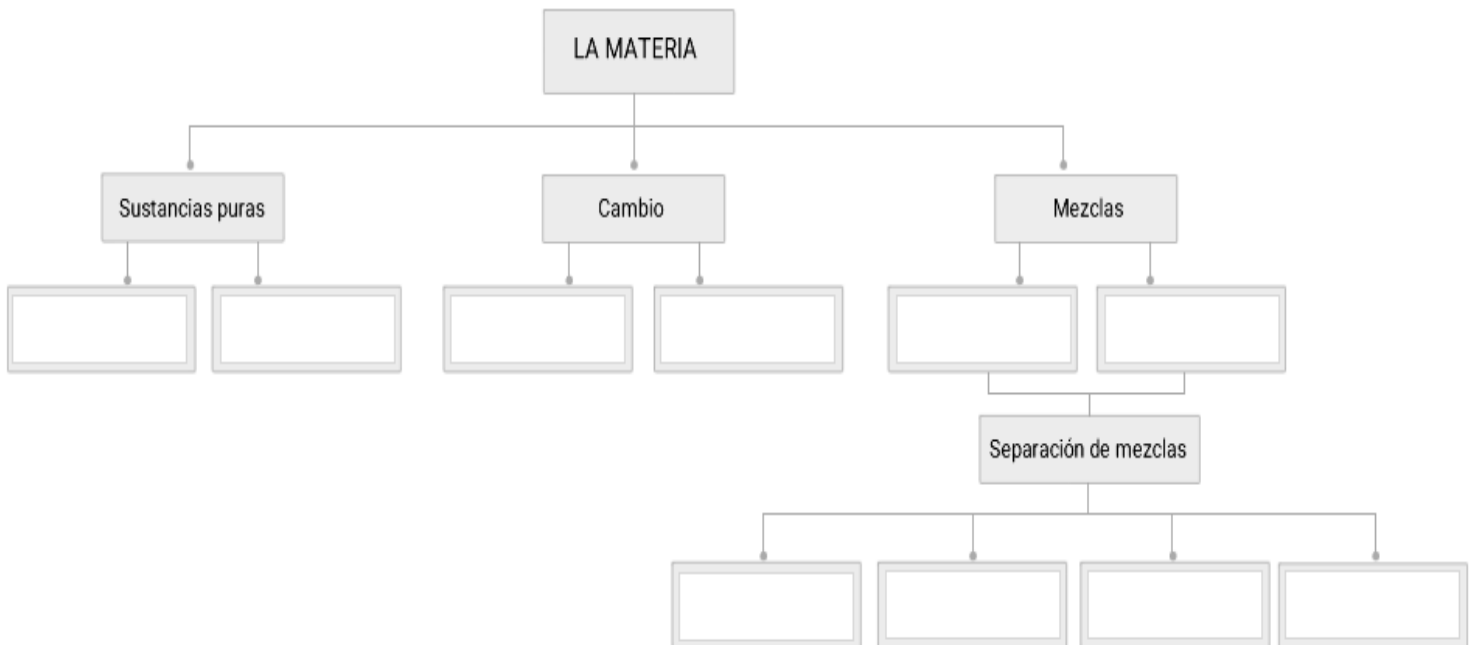 LA MATERIA
Sustancias puras
Cambio
Mezclas
Separación de mezclas